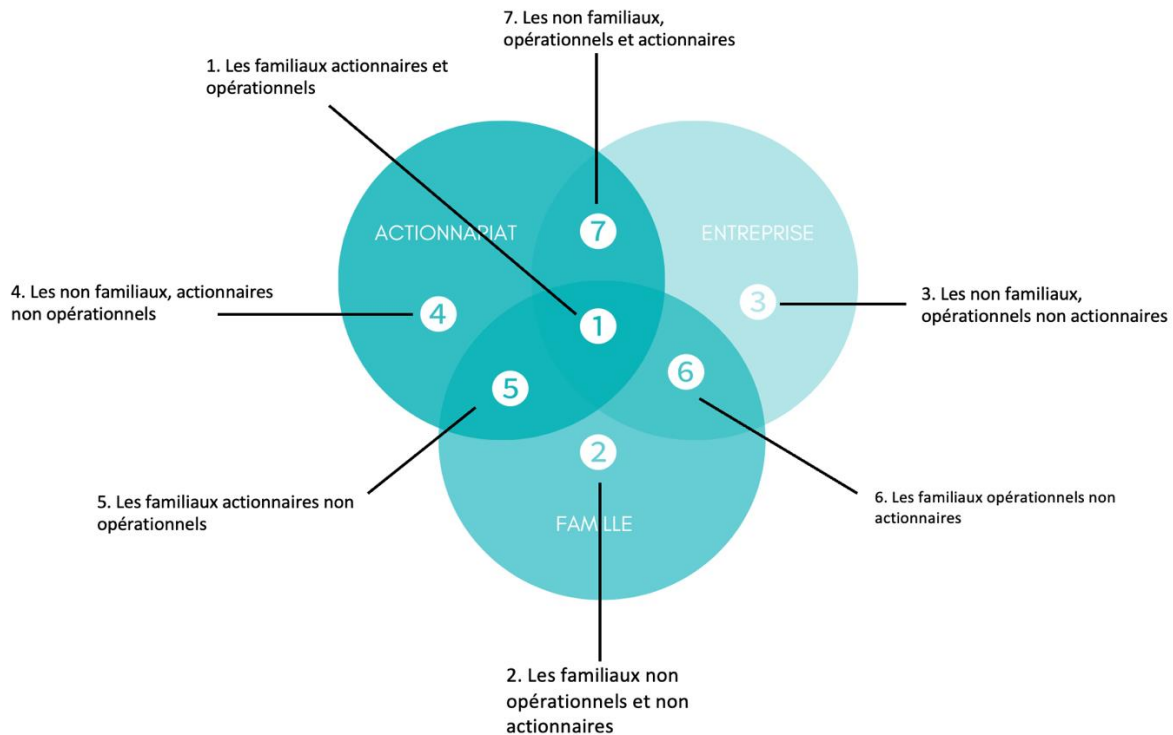 7. Les non familiaux,
opérationnels et actionnaires
1. Les familiaux actionnaires et
opérationnels
ACTIONNARIAT
7
ENTREPRISE
4. Les non familiaux, actionnaires
non opérationnels
4
1
3
3. Les non familiaux,
opérationnels non actionnaires
5
6
2
5. Les familiaux actionnaires non
opérationnels
FAMILLE
6. Les familiaux opérationnels non
actionnaires
2. Les familiaux non
opérationnels et non
actionnaires